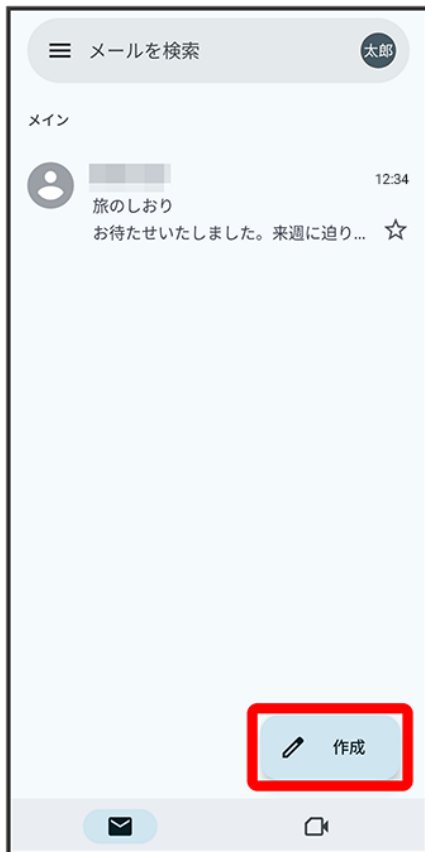 メールを検索
太郎
メイン
12:34
旅のしおり
お待たせいたしました。来週に迫り...
作成